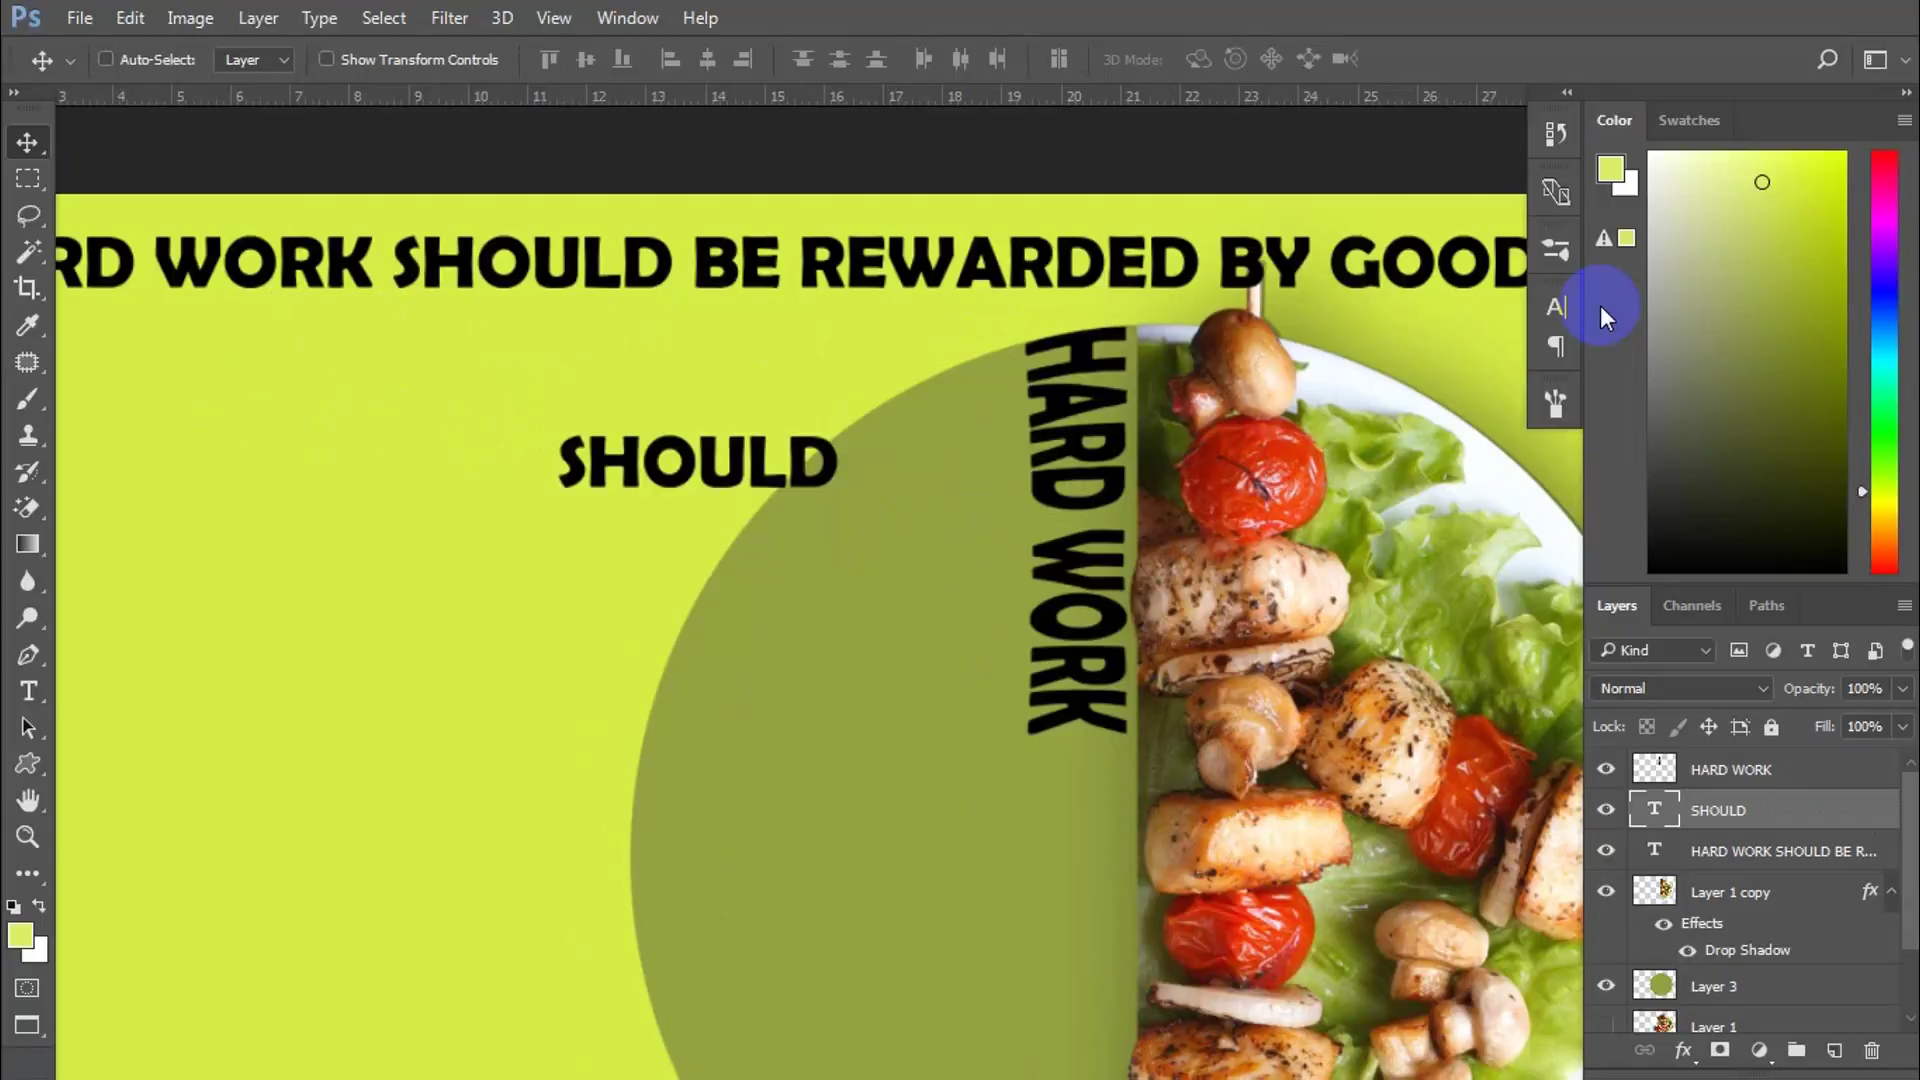 Ps File Edit Image Layer Type Select Filter 3D View Window Help
Auto-Select: Layer Show Transform Controls 3D Mode:
3 4 5 6 7 8 9 10 11 12 13 14 15 16 17 18 19 20 21 22 23 24 25 26 27
Color Swatches
RD WORK SHOULD BE REWARDED BY GOOD
HARD WORK
SHOULD
Layers Channels Paths
Kind
Normal Opacity: 100%
Lock: Fill: 100%
HARD WORK
T SHOULD
T HARD WORK SHOULD BE R...
Layer 1 copy fx
Effects
Drop Shadow
Layer 3
Layer 1
fx